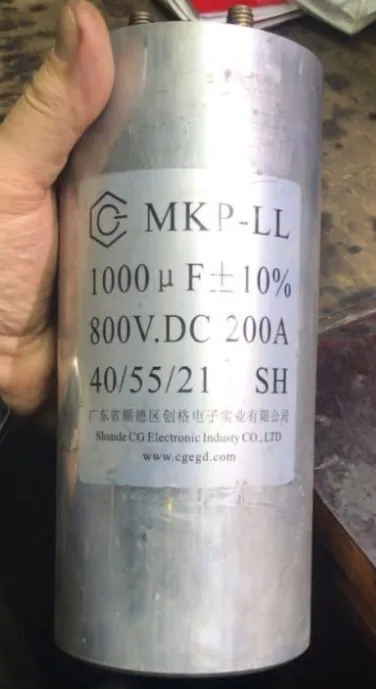 MKP-LL
1000μF±10%
800V.DC 200A
40/55/21 SH
广东省顺德区创格电子实业有限公司
Shunde CG Electronic Industy CO.,LTD
www.cgegd.com